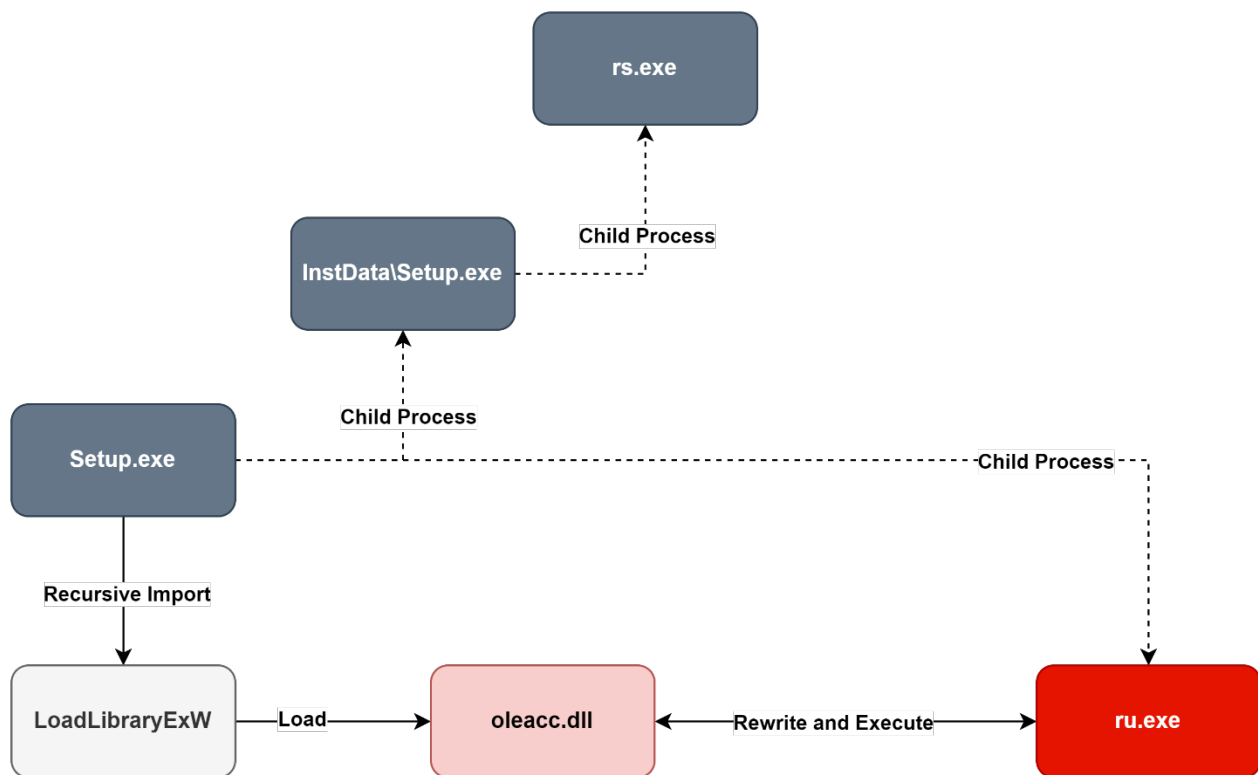 rs.exe
Child Process
InstData\Setup.exe
Child Process
Setup.exe
Child Process
Recursive Import
LoadLibraryExW
Load
oleacc.dll
Rewrite and Execute
ru.exe